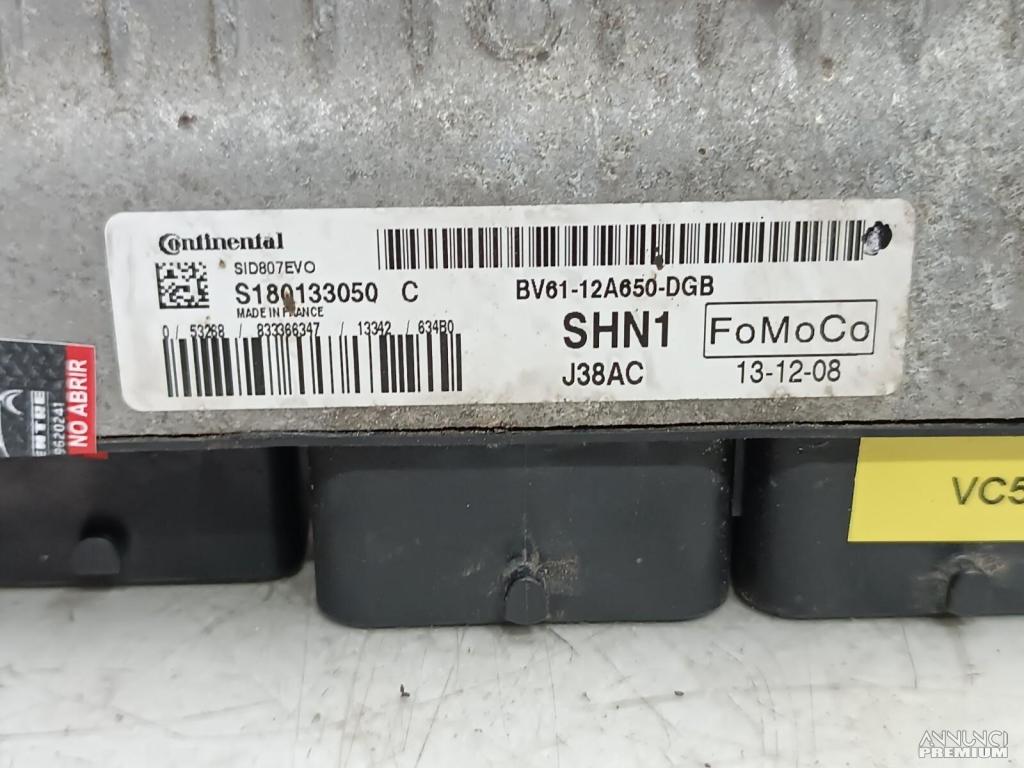 Continental
SID807EVO
S180133050 C
MADE IN FRANCE
0 / 53268 / 833366347 / 13342 / 634B0
BV61-12A650-DGB
SHN1
FoMoCo
J38AC
13-12-08
NO ABRIR
VC5
ANNUNCI
PREMIUM